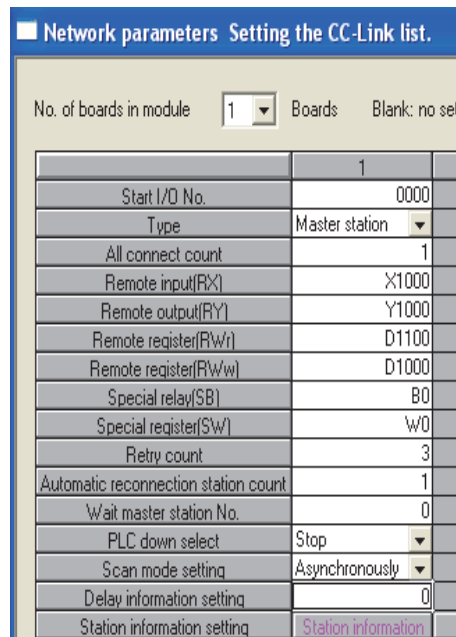 Network parameters Setting the CC-Link list.
No. of boards in module 1 Boards Blank: no set
1
Start I/O No. 0000
Type Master station
All connect count 1
Remote input(RX) X1000
Remote output(RY) Y1000
Remote register(RWr) D1100
Remote register(RWw) D1000
Special relay(SB) B0
Special register(SW) W0
Retry count 3
Automatic reconnection station count 1
Wait master station No. 0
PLC down select Stop
Scan mode setting Asynchronously
Delay information setting 0
Station information setting Station information